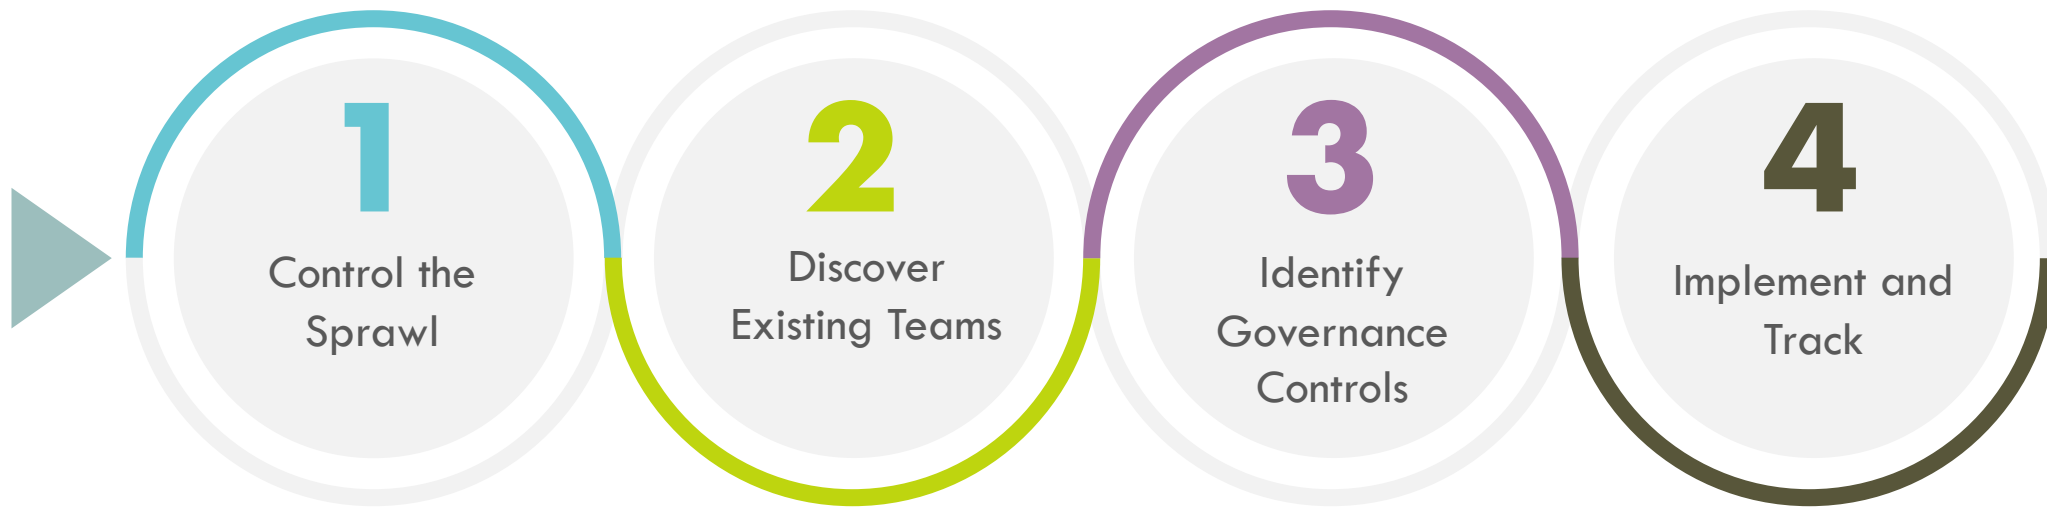 1
Control the
Sprawl
2
Discover
Existing Teams
3
Identify
Governance
Controls
4
Implement and
Track